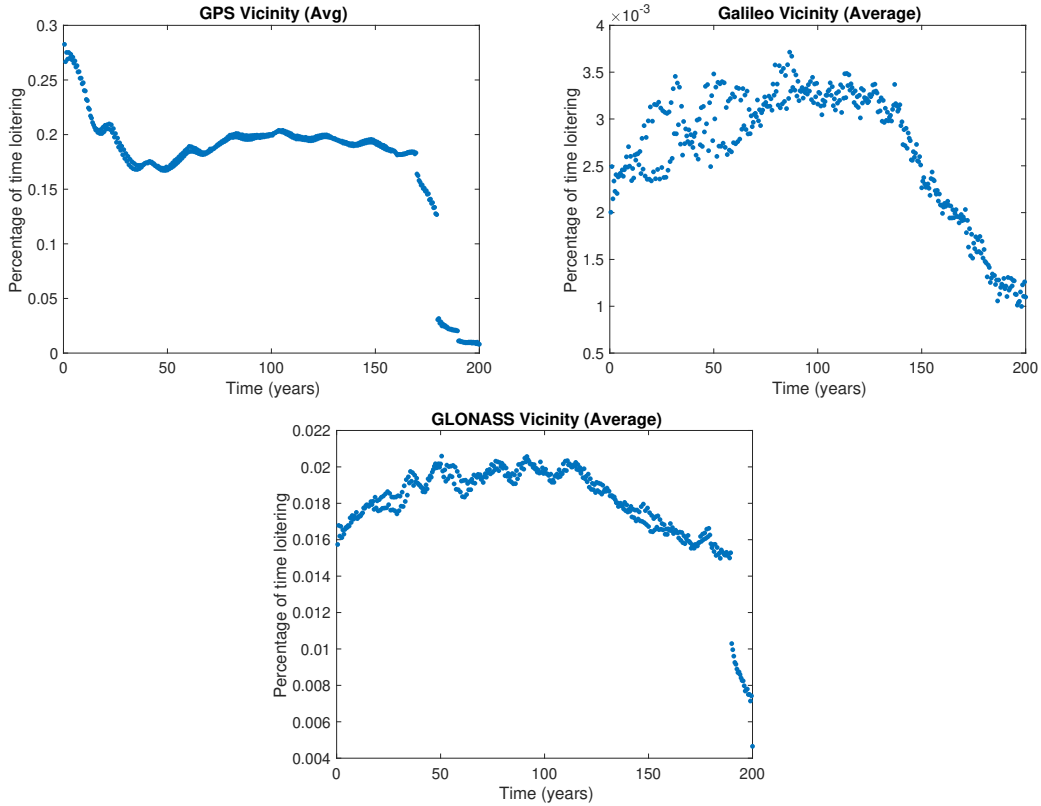 GPS Vicinity (Avg)
Percentage of time loitering
0.3
0.25
0.2
0.15
0.1
0.05
0
0 50 100 150 200
Time (years)
Galileo Vicinity (Average)
×10⁻³
Percentage of time loitering
4
3.5
3
2.5
2
1.5
1
0.5
0 50 100 150 200
Time (years)
GLONASS Vicinity (Average)
Percentage of time loitering
0.022
0.02
0.018
0.016
0.014
0.012
0.01
0.008
0.006
0.004
0 50 100 150 200
Time (years)